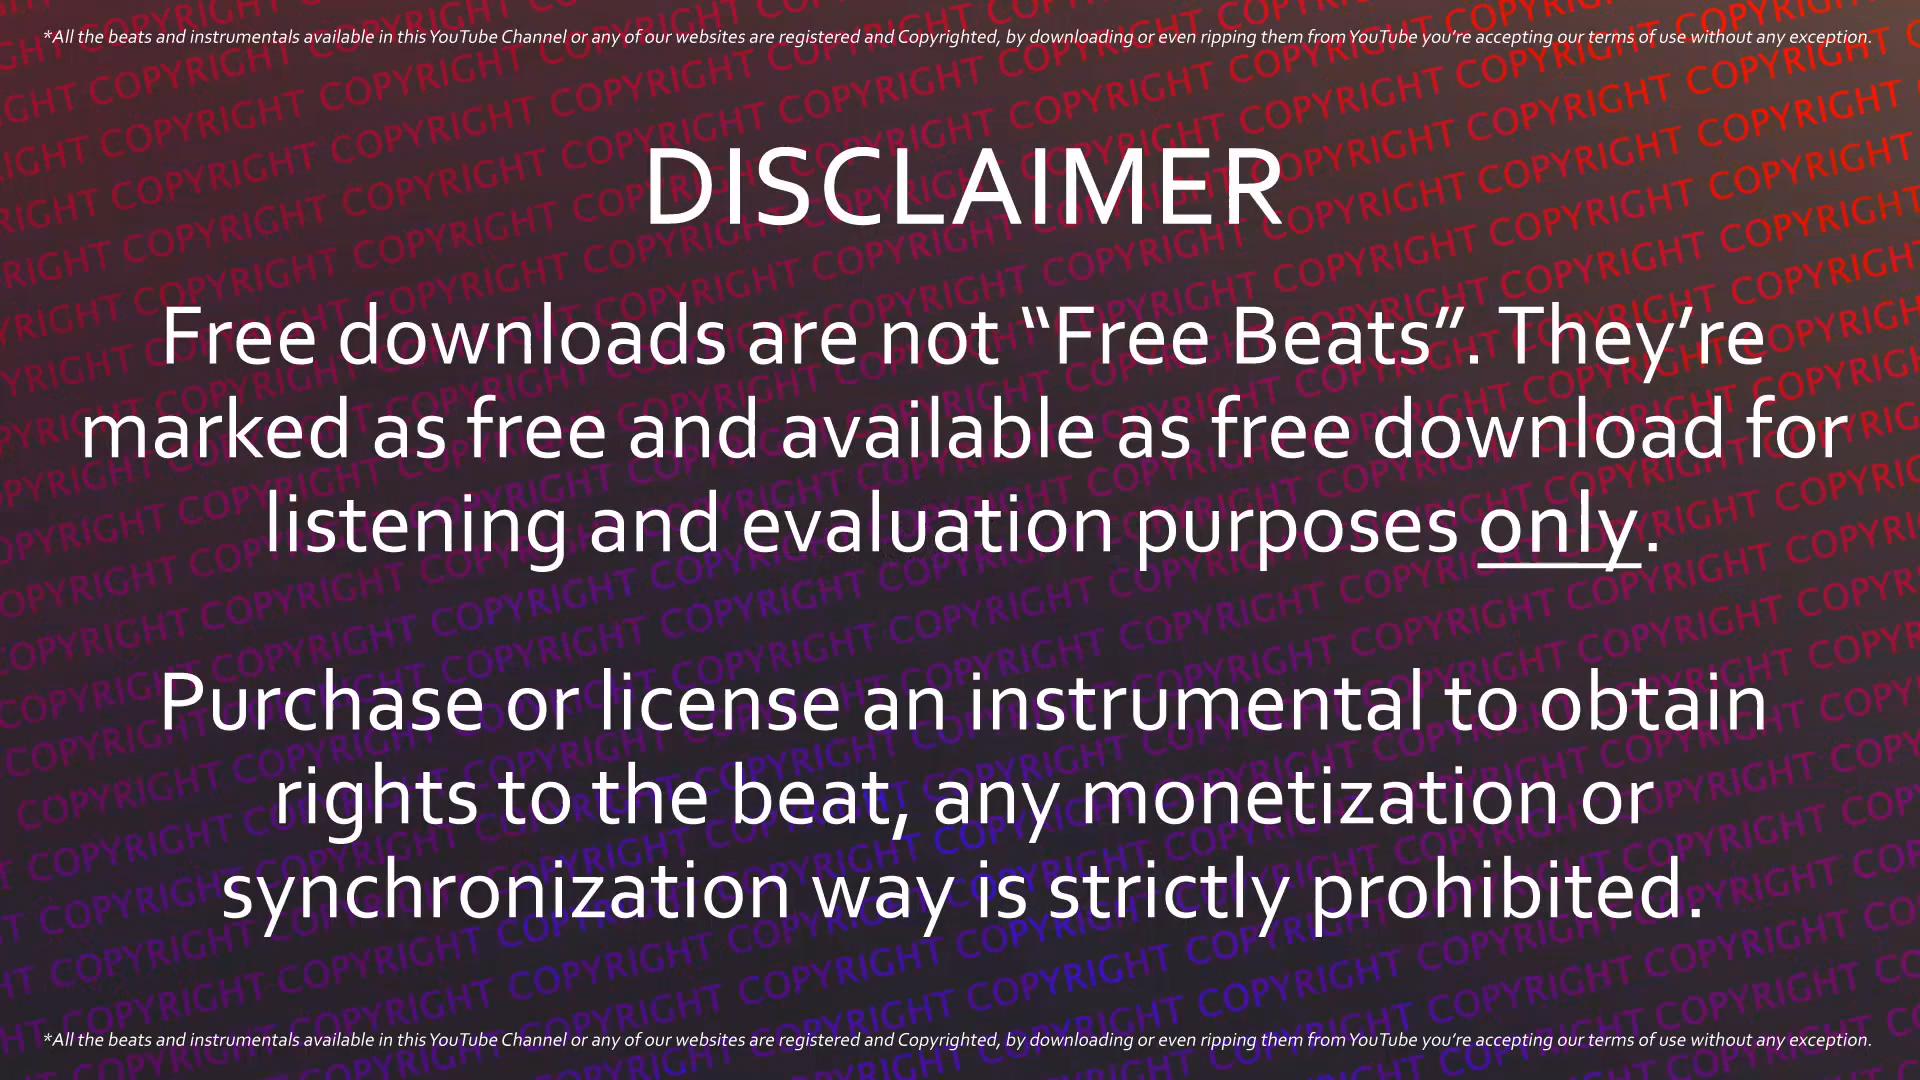 *All the beats and instrumentals available in this YouTube Channel or any of our websites are registered and Copyrighted, by downloading or even ripping them from YouTube you’re accepting our terms of use without any exception.
DISCLAIMER
Free downloads are not “Free Beats”. They’re
marked as free and available as free download for
listening and evaluation purposes only.
Purchase or license an instrumental to obtain
rights to the beat, any monetization or
synchronization way is strictly prohibited.
*All the beats and instrumentals available in this YouTube Channel or any of our websites are registered and Copyrighted, by downloading or even ripping them from YouTube you’re accepting our terms of use without any exception.
COPYRIGHT